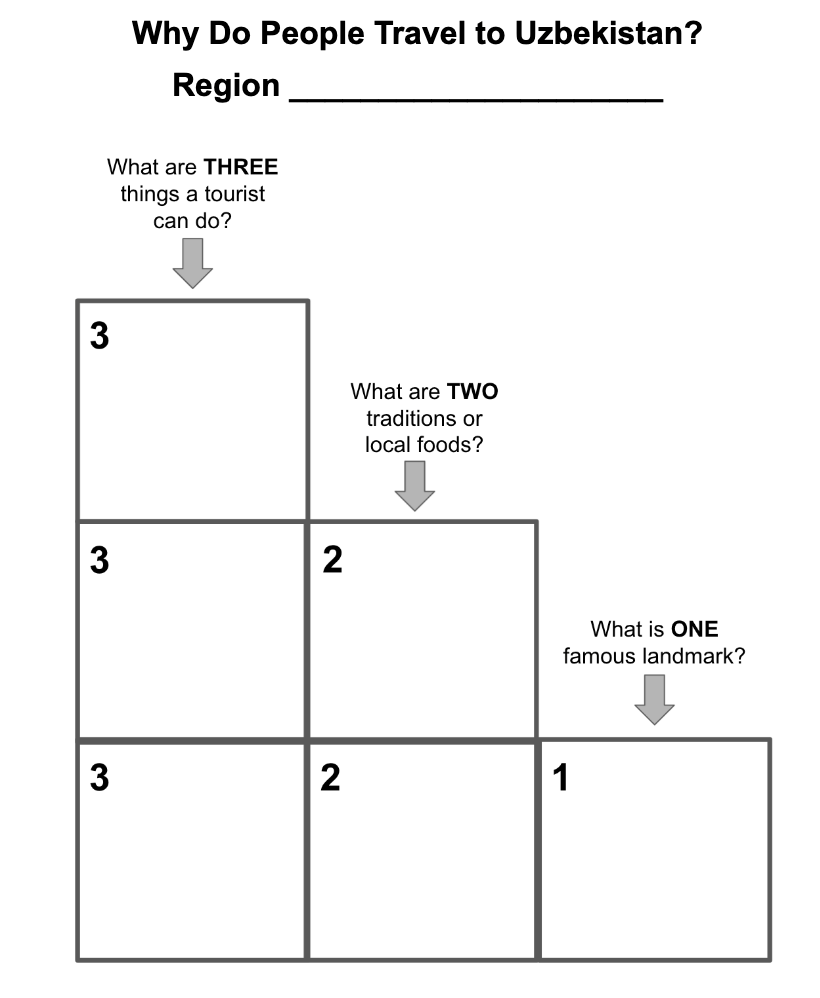 Why Do People Travel to Uzbekistan?
Region ______________________
What are THREE
things a tourist
can do?
3
What are TWO
traditions or
local foods?
3
2
What is ONE
famous landmark?
3
2
1